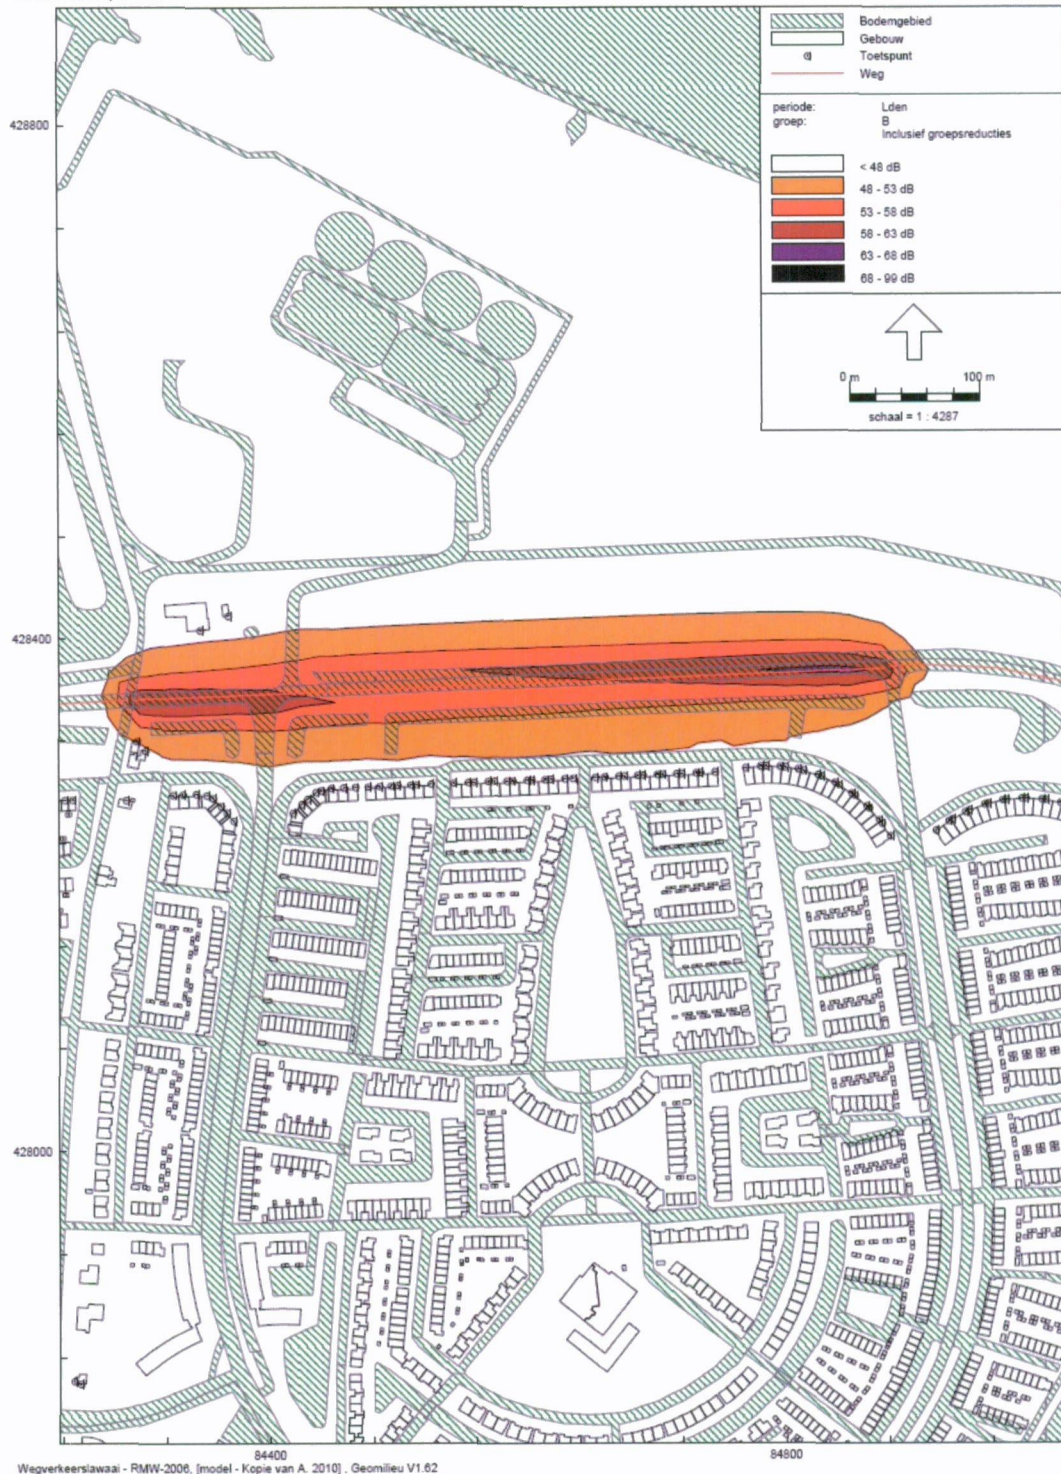 Bodemgebied
Gebouw
Toetspunt
Weg
periode: Lden
groep: B
Inclusief groepsreducties
< 48 dB
48 - 53 dB
53 - 58 dB
58 - 63 dB
63 - 68 dB
68 - 99 dB
0 m 100 m
schaal = 1 : 4287
428800
428400
428000
84400 84800
Wegverkeerslawaai - RMW-2006, [model - Kopie van A. 2010] , Geomilieu V1.62